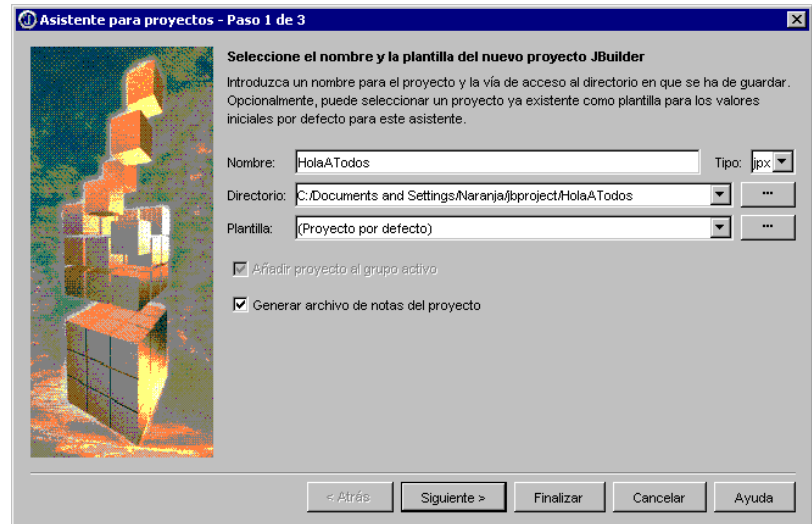 Asistente para proyectos - Paso 1 de 3
Seleccione el nombre y la plantilla del nuevo proyecto JBuilder
Introduzca un nombre para el proyecto y la vía de acceso al directorio en que se ha de guardar.
Opcionalmente, puede seleccionar un proyecto ya existente como plantilla para los valores
iniciales por defecto para este asistente.
Nombre: HolaATodos Tipo: jpx
Directorio: C:/Documents and Settings/Naranja/jbproject/HolaATodos ...
Plantilla: (Proyecto por defecto) ...
Añadir proyecto al grupo activo
Generar archivo de notas del proyecto
< Atrás Siguiente > Finalizar Cancelar Ayuda